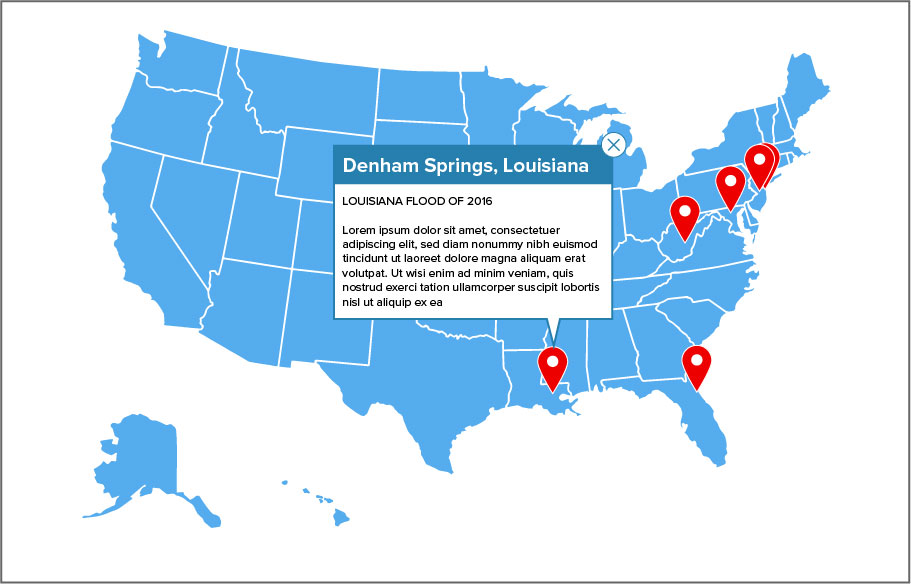 Denham Springs, Louisiana
LOUISIANA FLOOD OF 2016
Lorem ipsum dolor sit amet, consectetuer
adipiscing elit, sed diam nonummy nibh euismod
tincidunt ut laoreet dolore magna aliquam erat
volutpat. Ut wisi enim ad minim veniam, quis
nostrud exerci tation ullamcorper suscipit lobortis
nisl ut aliquip ex ea